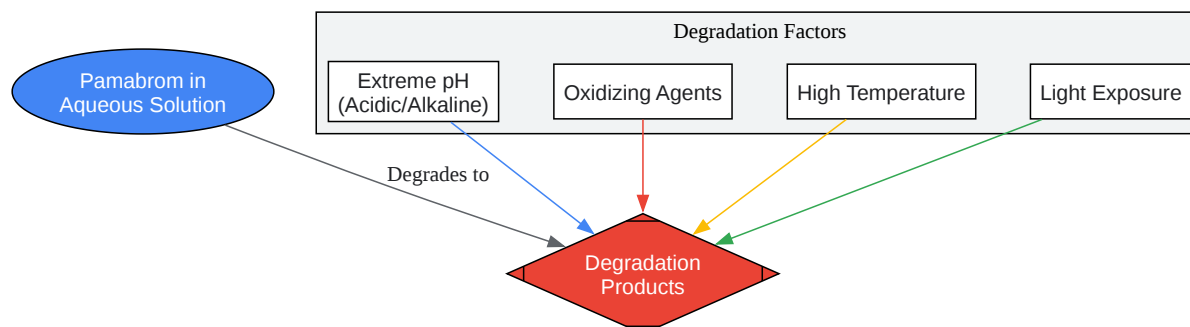 Degradation Factors
Pamabrom in
Aqueous Solution
Extreme pH
(Acidic/Alkaline)
Oxidizing Agents
High Temperature
Light Exposure
Degrades to
Degradation
Products